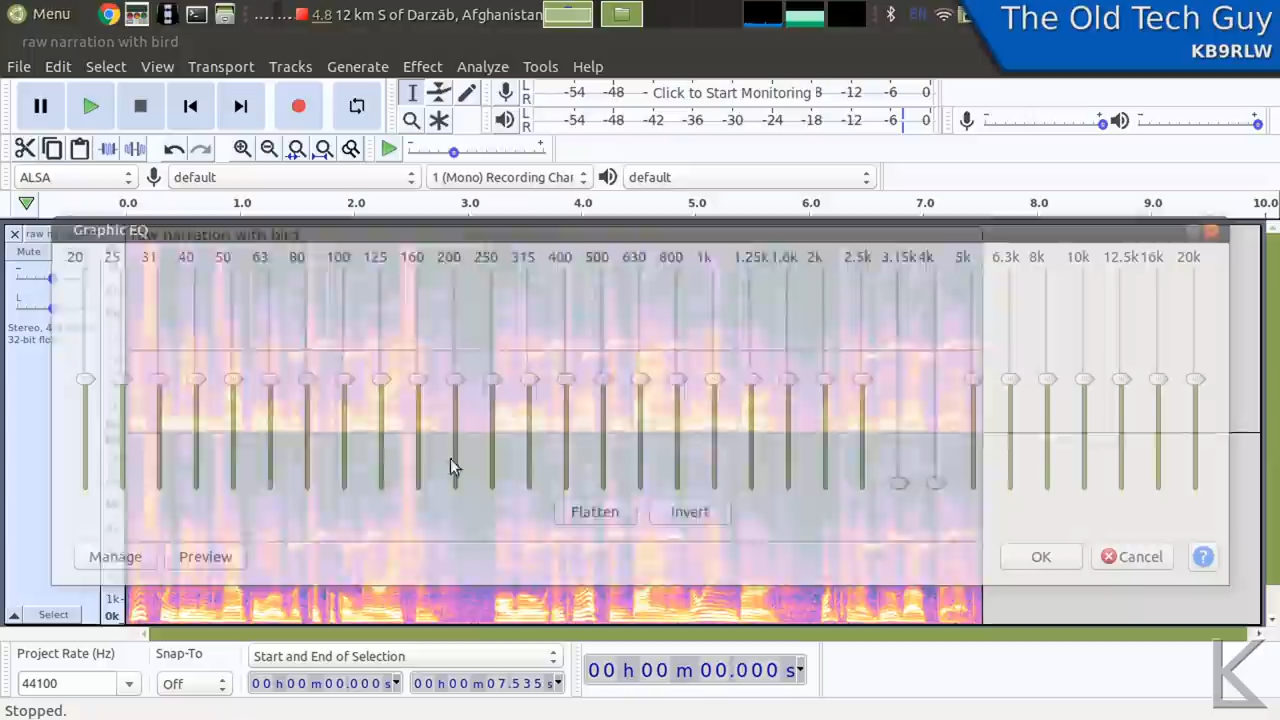 Menu 4.8 12 km S of Darzāb, Afghanistan EN
The Old Tech Guy
KB9RLW
raw narration with bird
File Edit Select View Transport Tracks Generate Effect Analyze Tools Help
L R -54 -48 - Click to Start Monitoring 8 -12 -6 0
L R -54 -48 -42 -36 -30 -24 -18 -12 -6 0
- +
ALSA default 1 (Mono) Recording Char default
0.0 1.0 2.0 3.0 4.0 5.0 6.0 7.0 8.0 9.0 10.0
raw n Graphic EQ raw narration with bird
Mute 20 25 31 40 50 63 80 100 125 160 200 250 315 400 500 630 800 1k 1.25k 1.6k 2k 2.5k 3.15k 4k 5k 6.3k 8k 10k 12.5k 16k 20k
-
L
Stereo, 4
32-bit flo
Flatten Invert
Manage Preview OK Cancel ?
1k-
Select 0k
Project Rate (Hz) Snap-To Start and End of Selection
44100 Off 00 h 00 m 00.000 s 00 h 00 m 07.535 s 00 h 00 m 00.000 s
K
Stopped.